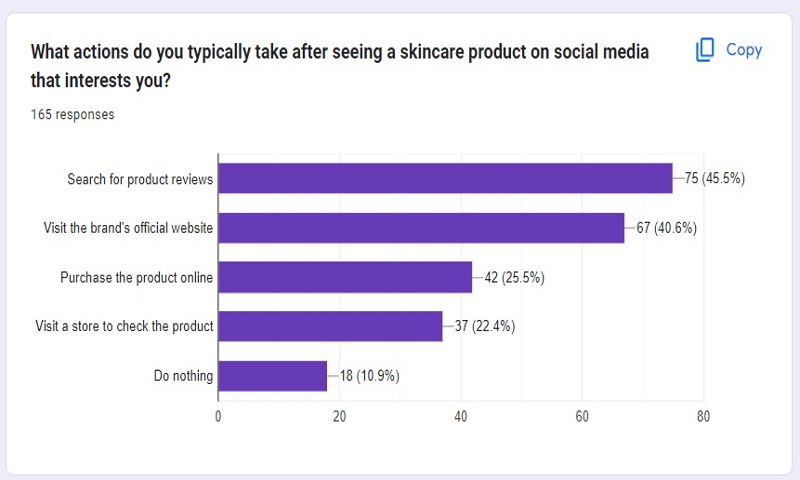 What actions do you typically take after seeing a skincare product on social media
that interests you?
Copy
165 responses
Search for product reviews
75 (45.5%)
Visit the brand's official website
67 (40.6%)
Purchase the product online
42 (25.5%)
Visit a store to check the product
37 (22.4%)
Do nothing
18 (10.9%)
0 20 40 60 80